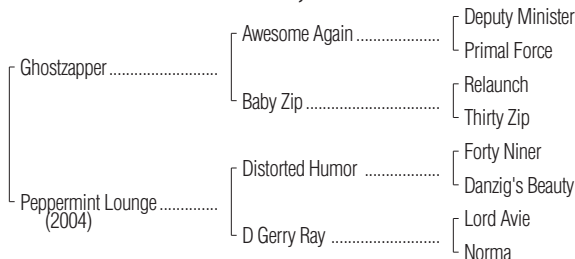 Deputy Minister
Awesome Again ..................
Primal Force
Ghostzapper .......................
Relaunch
Baby Zip .............................
Thirty Zip
Forty Niner
Distorted Humor ................
Danzig's Beauty
Peppermint Lounge ............
(2004)
Lord Avie
D Gerry Ray .......................
Norma